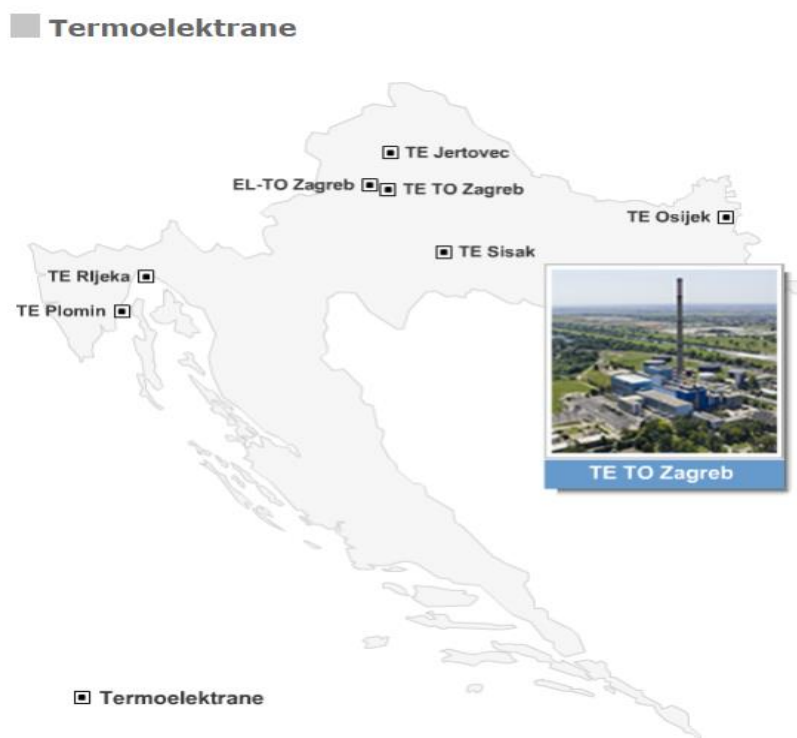 Termoelektrane
TE Jertovec
EL-TO Zagreb
TE TO Zagreb
TE Osijek
TE Sisak
TE RIjeka
TE Plomin
TE TO Zagreb
Termoelektrane